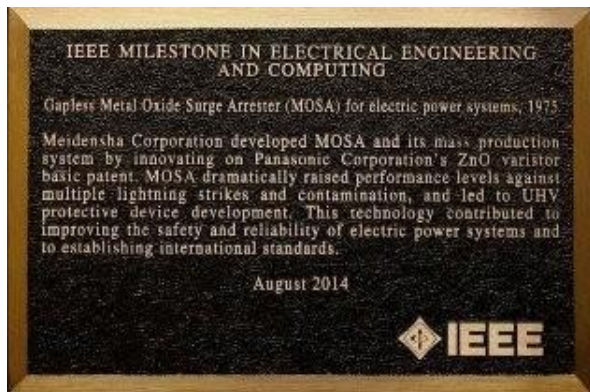 IEEE MILESTONE IN ELECTRICAL ENGINEERING
AND COMPUTING
Gapless Metal Oxide Surge Arrester (MOSA) for electric power systems, 1975
Meidensha Corporation developed MOSA and its mass production
system by innovating on Panasonic Corporation's ZnO varistor
basic patent. MOSA dramatically raised performance levels against
multiple lightning strikes and contamination, and led to UHV
protective device development. This technology contributed to
improving the safety and reliability of electric power systems and
to establishing international standards.
August 2014
IEEE